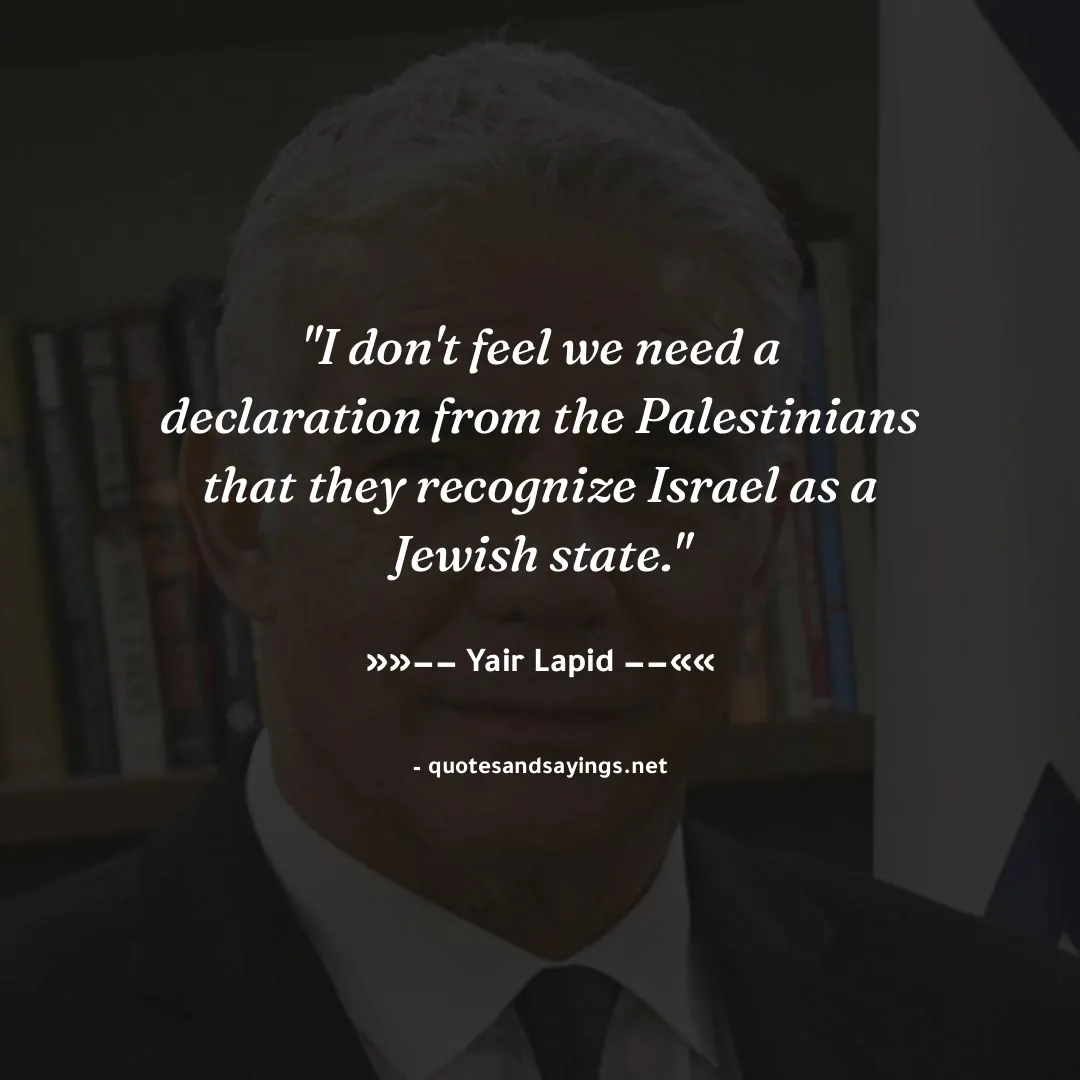 "I don't feel we need a
declaration from the Palestinians
that they recognize Israel as a
Jewish state."
»»−− Yair Lapid −−««
- quotesandsayings.net